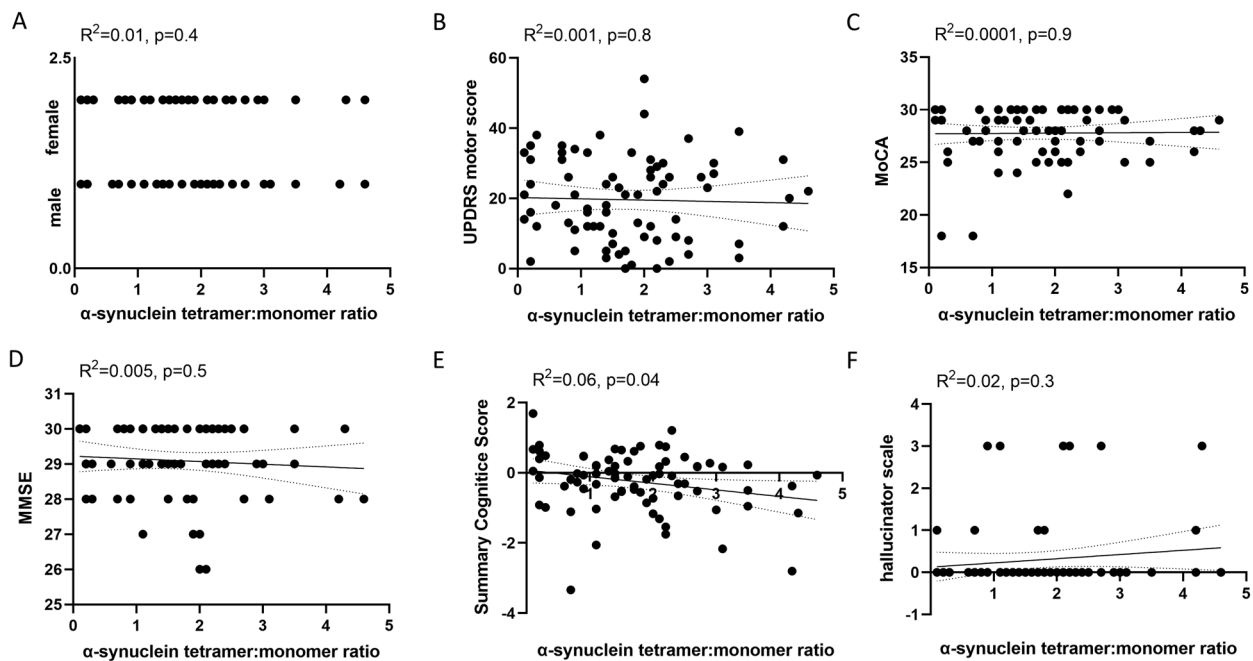 A
R²=0.01, p=0.4
2.5
female
male
0.0
0 1 2 3 4 5
α-synuclein tetramer:monomer ratio
B
R²=0.001, p=0.8
60
40
20
0
UPDRS motor score
0 1 2 3 4 5
α-synuclein tetramer:monomer ratio
C
R²=0.0001, p=0.9
35
30
25
20
15
MoCA
0 1 2 3 4 5
α-synuclein tetramer:monomer ratio
D
R²=0.005, p=0.5
31
30
29
28
27
26
25
MMSE
0 1 2 3 4 5
α-synuclein tetramer:monomer ratio
E
R²=0.06, p=0.04
2
0
-2
-4
Summary Cognitice Score
1 2 3 4 5
α-synuclein tetramer:monomer ratio
F
R²=0.02, p=0.3
4
3
2
1
0
-1
hallucinator scale
1 2 3 4 5
α-synuclein tetramer:monomer ratio